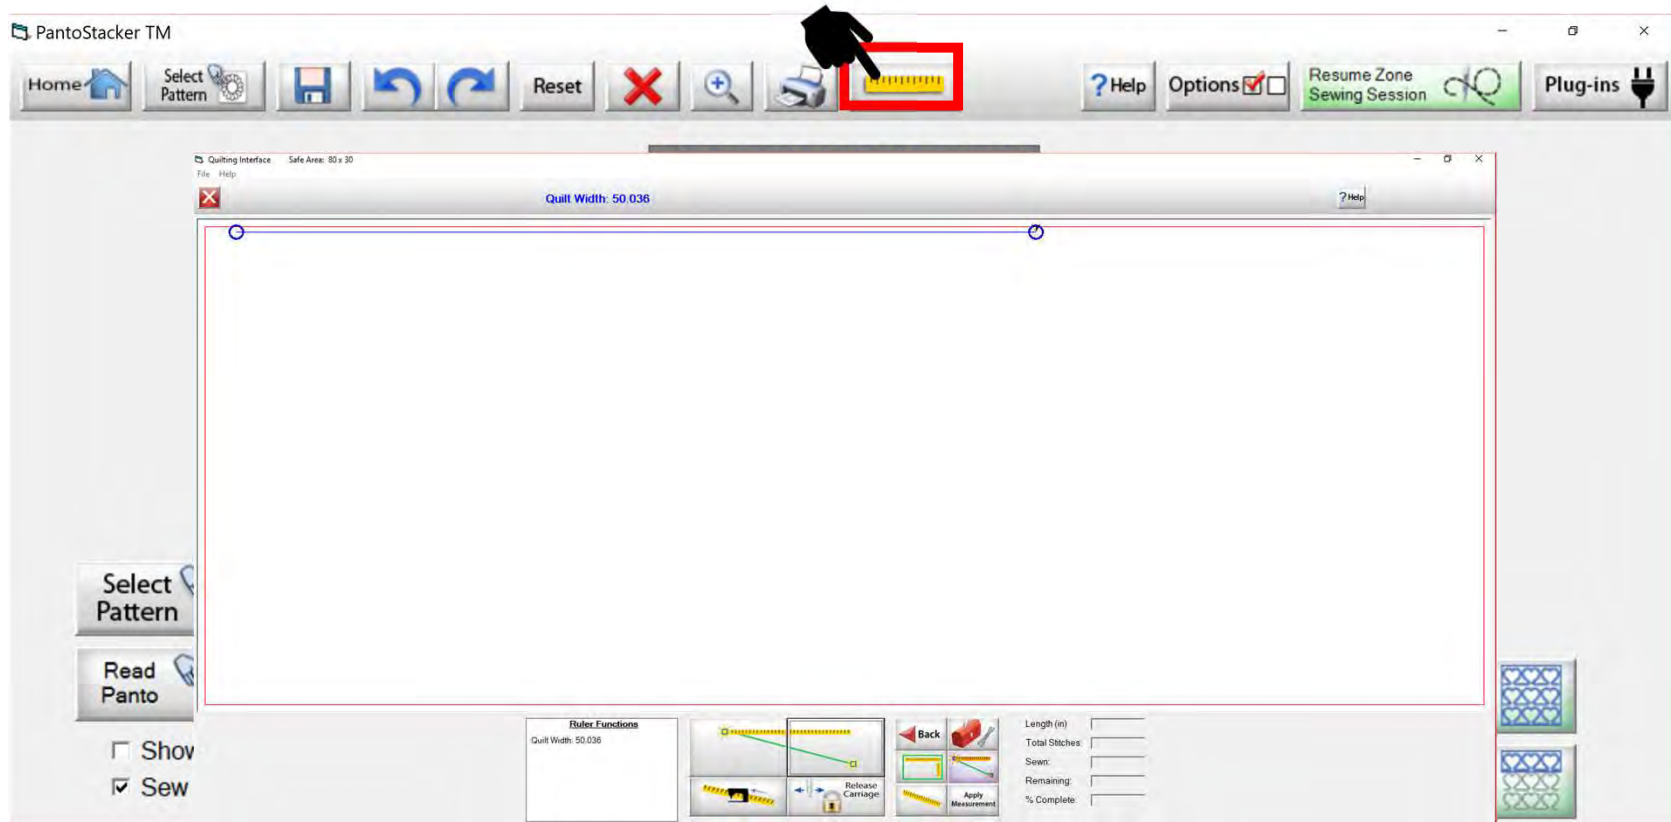 PantoStacker TM
Home
Select
Pattern
Reset
? Help
Options
Resume Zone
Sewing Session
Plug-ins
Quilting Interface Safe Area: 80 x 30
File Help
Quilt Width: 50.036
? Help
Select
Pattern
Read
Panto
Show
Sew
Ruler Functions
Quilt Width: 50.036
Release
Carriage
Back
Apply
Measurement
Length (in)
Total Stitches:
Sewn:
Remaining:
% Complete: